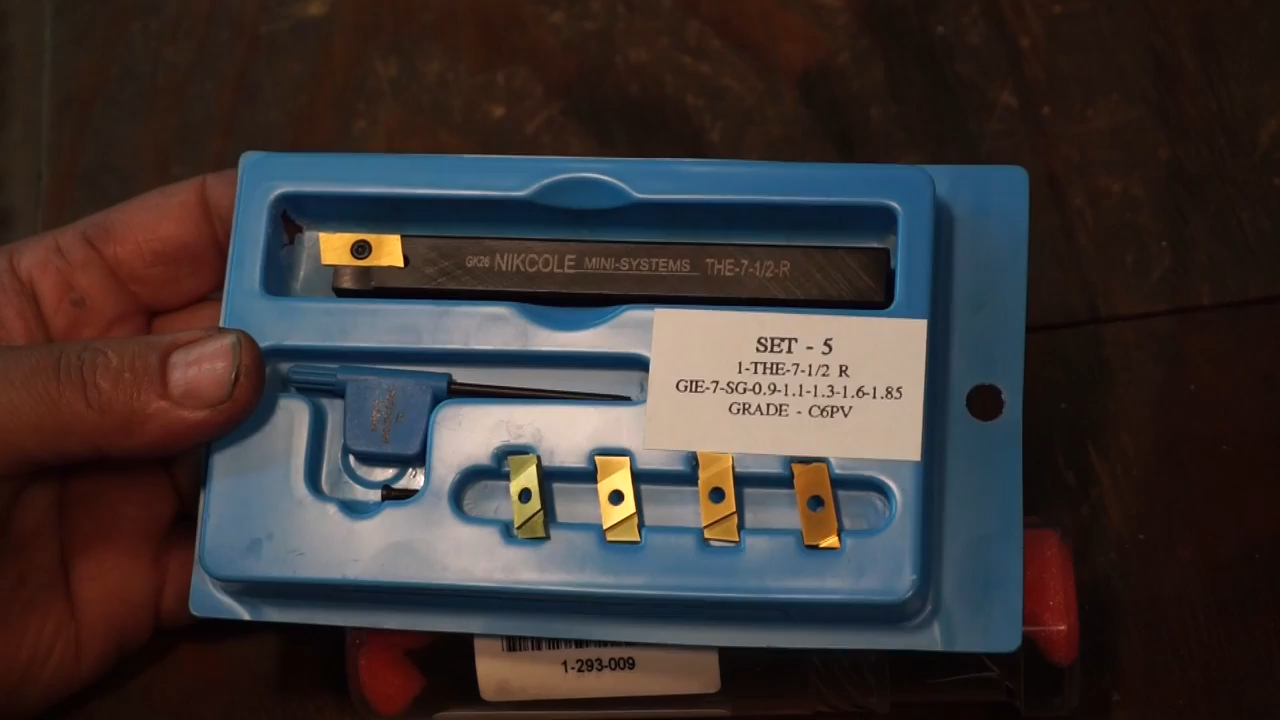 GK26 NIKCOLE MINI-SYSTEMS THE-7-1/2-R
SET - 5
1-THE-7-1/2 R
GIE-7-SG-0.9-1.1-1.3-1.6-1.85
GRADE - C6PV
1-293-009